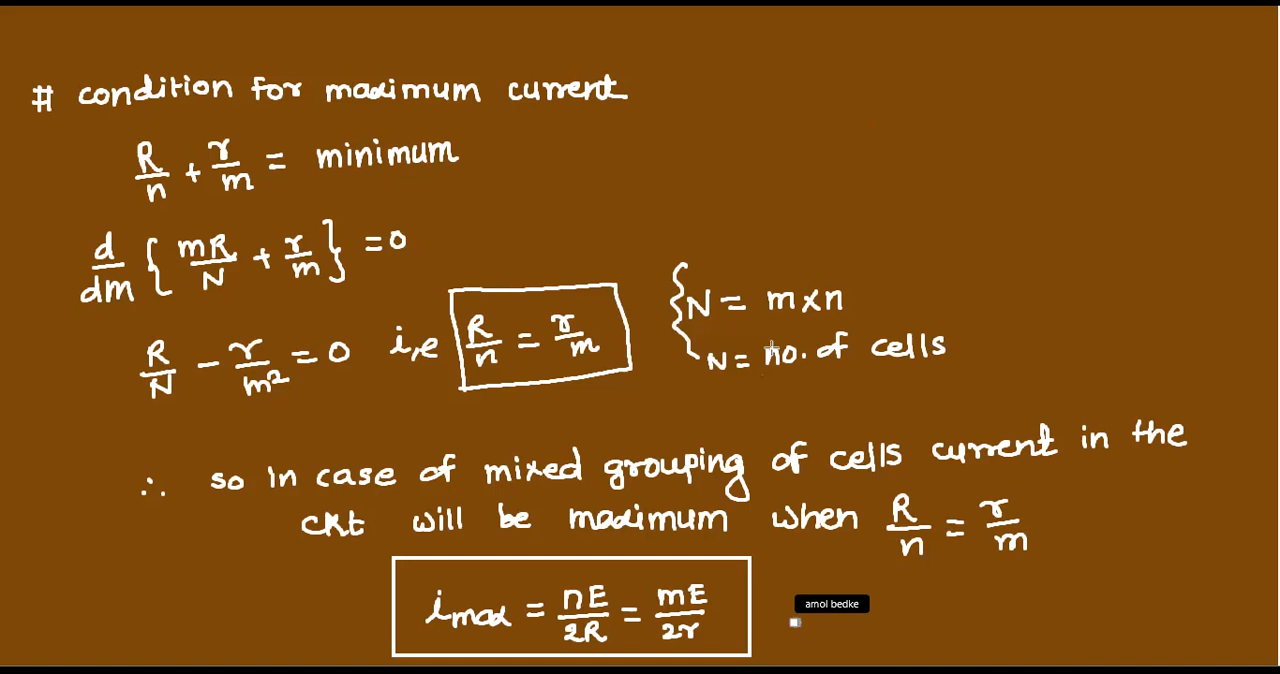 # condition for maximum current
R/n + r/m = minimum
d/dm { mR/N + r/m } = 0
R/N - r/m² = 0 i,e R/n = r/m { N = m×n
N = no. of cells
∴ so in case of mixed grouping of cells current in the
ckt will be maximum when R/n = r/m
i max = nE/2R = mE/2r
amol bedke